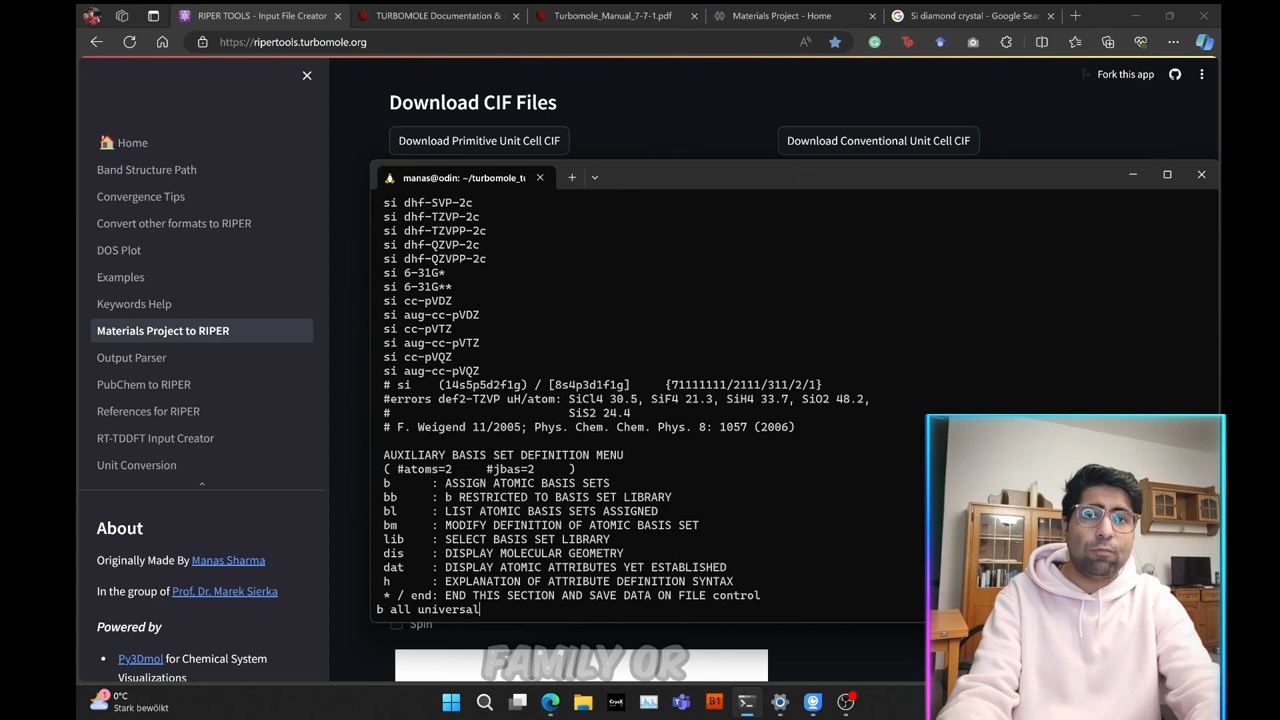 RIPER TOOLS - Input File Creator
TURBOMOLE Documentation &
Turbomole_Manual_7-7-1.pdf
Materials Project - Home
Si diamond crystal - Google Sea
https://ripertools.turbomole.org
Fork this app
Home
Band Structure Path
Convergence Tips
Convert other formats to RIPER
DOS Plot
Examples
Keywords Help
Materials Project to RIPER
Output Parser
PubChem to RIPER
References for RIPER
RT-TDDFT Input Creator
Unit Conversion
About
Originally Made By Manas Sharma
In the group of Prof. Dr. Marek Sierka
Powered by
• Py3Dmol for Chemical System
Visualizations
Download CIF Files
Download Primitive Unit Cell CIF
Download Conventional Unit Cell CIF
manas@odin: ~/turbomole_tu
si dhf-SVP-2c
si dhf-TZVP-2c
si dhf-TZVPP-2c
si dhf-QZVP-2c
si dhf-QZVPP-2c
si 6-31G*
si 6-31G**
si cc-pVDZ
si aug-cc-pVDZ
si cc-pVTZ
si aug-cc-pVTZ
si cc-pVQZ
si aug-cc-pVQZ
# si (14s5p5d2f1g) / [8s4p3d1f1g] {71111111/2111/311/2/1}
#errors def2-TZVP uH/atom: SiCl4 30.5, SiF4 21.3, SiH4 33.7, SiO2 48.2,
# SiS2 24.4
# F. Weigend 11/2005; Phys. Chem. Chem. Phys. 8: 1057 (2006)
AUXILIARY BASIS SET DEFINITION MENU
( #atoms=2 #jbas=2 )
b : ASSIGN ATOMIC BASIS SETS
bb : b RESTRICTED TO BASIS SET LIBRARY
bl : LIST ATOMIC BASIS SETS ASSIGNED
bm : MODIFY DEFINITION OF ATOMIC BASIS SET
lib : SELECT BASIS SET LIBRARY
dis : DISPLAY MOLECULAR GEOMETRY
dat : DISPLAY ATOMIC ATTRIBUTES YET ESTABLISHED
h : EXPLANATION OF ATTRIBUTE DEFINITION SYNTAX
* / end: END THIS SECTION AND SAVE DATA ON FILE control
b all universal
Spin
FAMILY OR
0°C
Stark bewölkt